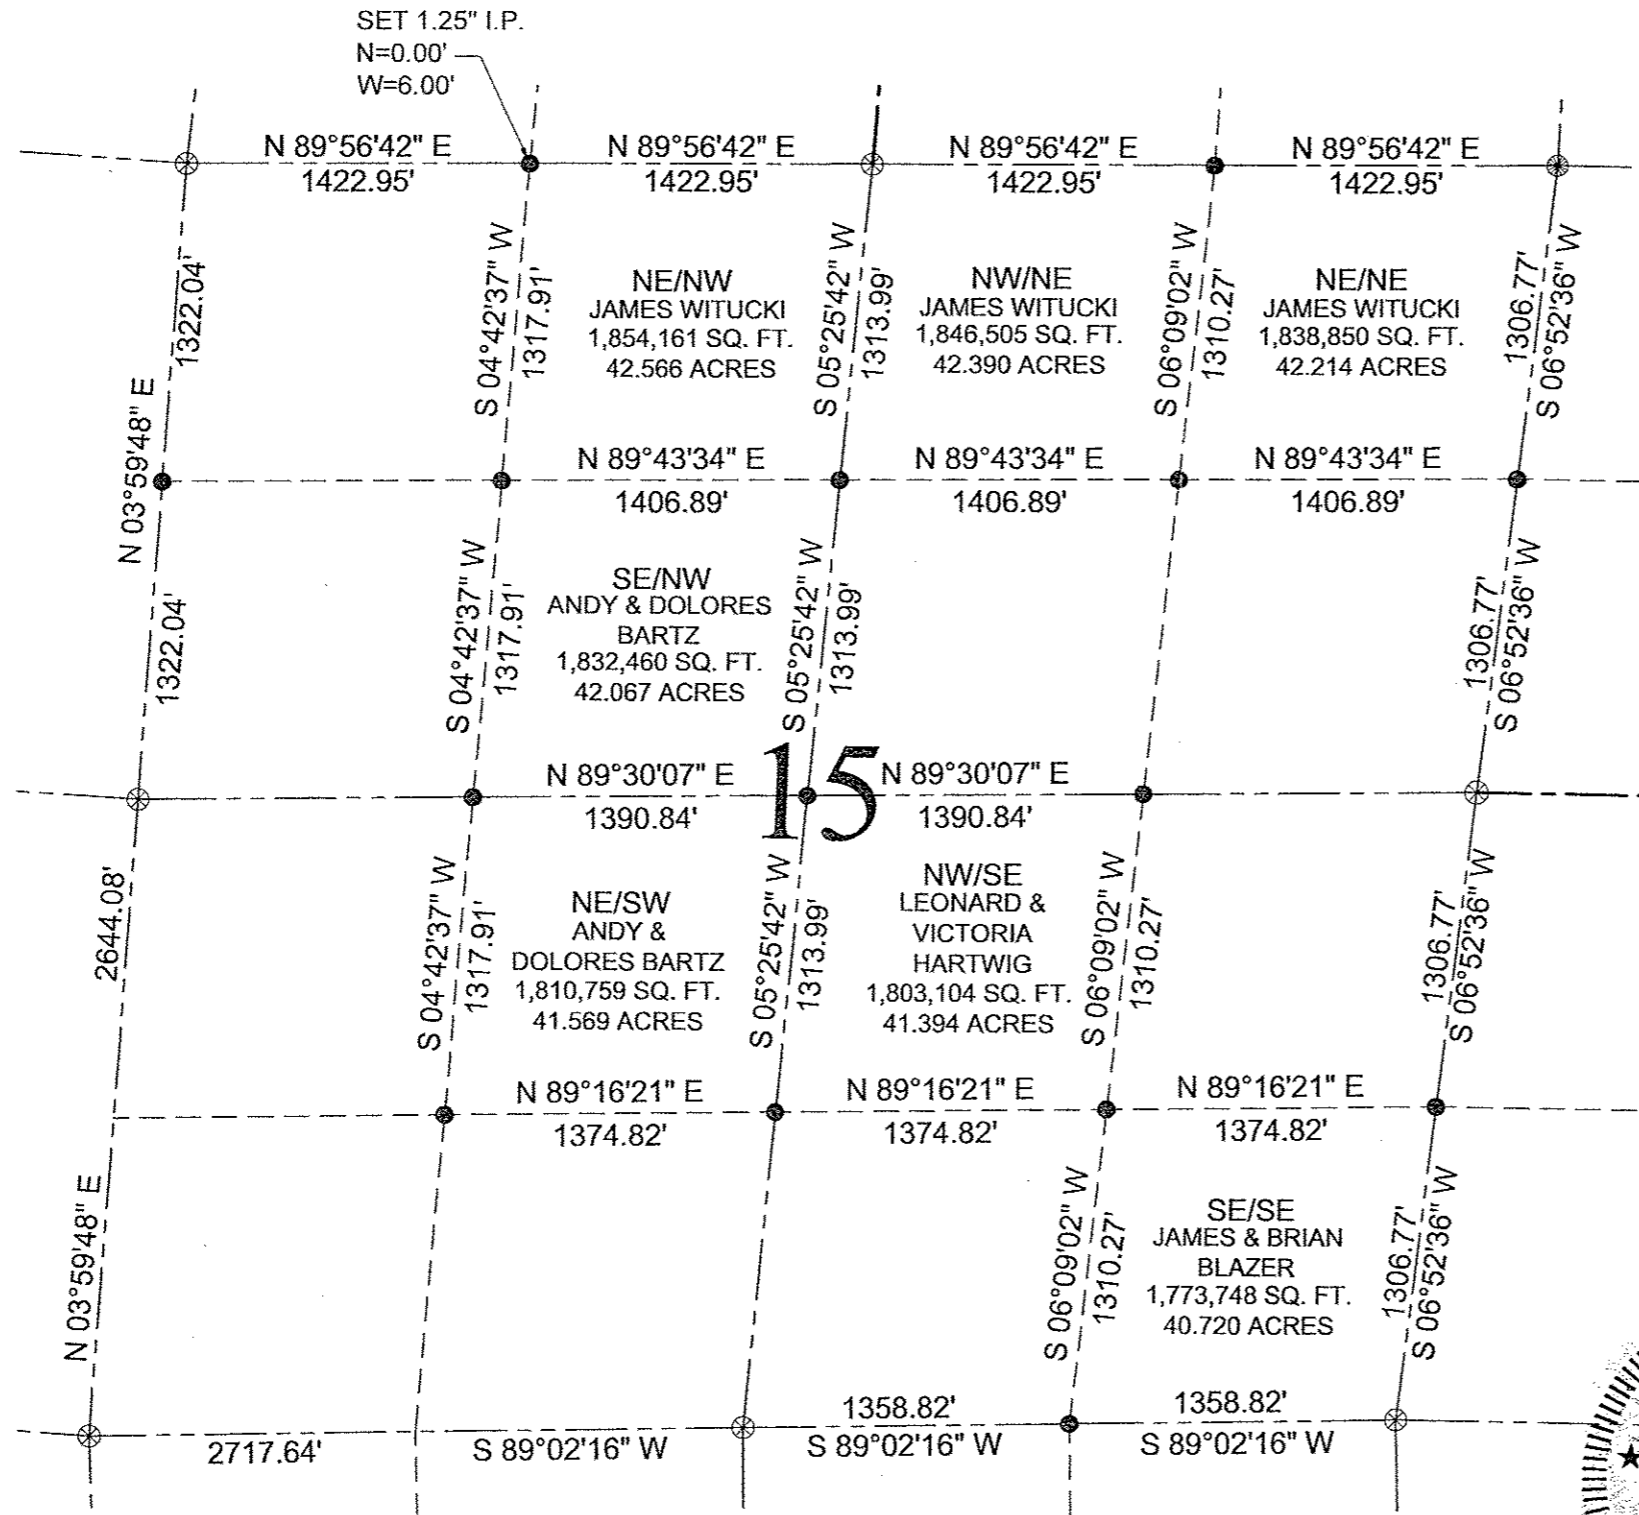 SET 1.25" I.P.
N=0.00'
W=6.00'
N 89°56'42" E
1422.95'
N 89°56'42" E
1422.95'
N 89°56'42" E
1422.95'
N 89°56'42" E
1422.95'
1322.04'
N 03°59'48" E
S 04°42'37" W
1317.91'
NE/NW
JAMES WITUCKI
1,854,161 SQ. FT.
42.566 ACRES
S 05°25'42" W
1313.99'
NW/NE
JAMES WITUCKI
1,846,505 SQ. FT.
42.390 ACRES
S 06°09'02" W
1310.27'
NE/NE
JAMES WITUCKI
1,838,850 SQ. FT.
42.214 ACRES
1306.77'
S 06°52'36" W
N 89°43'34" E
1406.89'
N 89°43'34" E
1406.89'
N 89°43'34" E
1406.89'
1322.04'
S 04°42'37" W
1317.91'
SE/NW
ANDY & DOLORES
BARTZ
1,832,460 SQ. FT.
42.067 ACRES
S 05°25'42" W
1313.99'
1306.77'
S 06°52'36" W
N 89°30'07" E
1390.84'
15
N 89°30'07" E
1390.84'
2644.08'
S 04°42'37" W
1317.91'
NE/SW
ANDY &
DOLORES BARTZ
1,810,759 SQ. FT.
41.569 ACRES
S 05°25'42" W
1313.99'
NW/SE
LEONARD &
VICTORIA
HARTWIG
1,803,104 SQ. FT.
41.394 ACRES
S 06°09'02" W
1310.27'
1306.77'
S 06°52'36" W
N 89°16'21" E
1374.82'
N 89°16'21" E
1374.82'
N 89°16'21" E
1374.82'
N 03°59'48" E
S 06°09'02" W
1310.27'
SE/SE
JAMES & BRIAN
BLAZER
1,773,748 SQ. FT.
40.720 ACRES
1306.77'
S 06°52'36" W
2717.64'
S 89°02'16" W
1358.82'
S 89°02'16" W
1358.82'
S 89°02'16" W